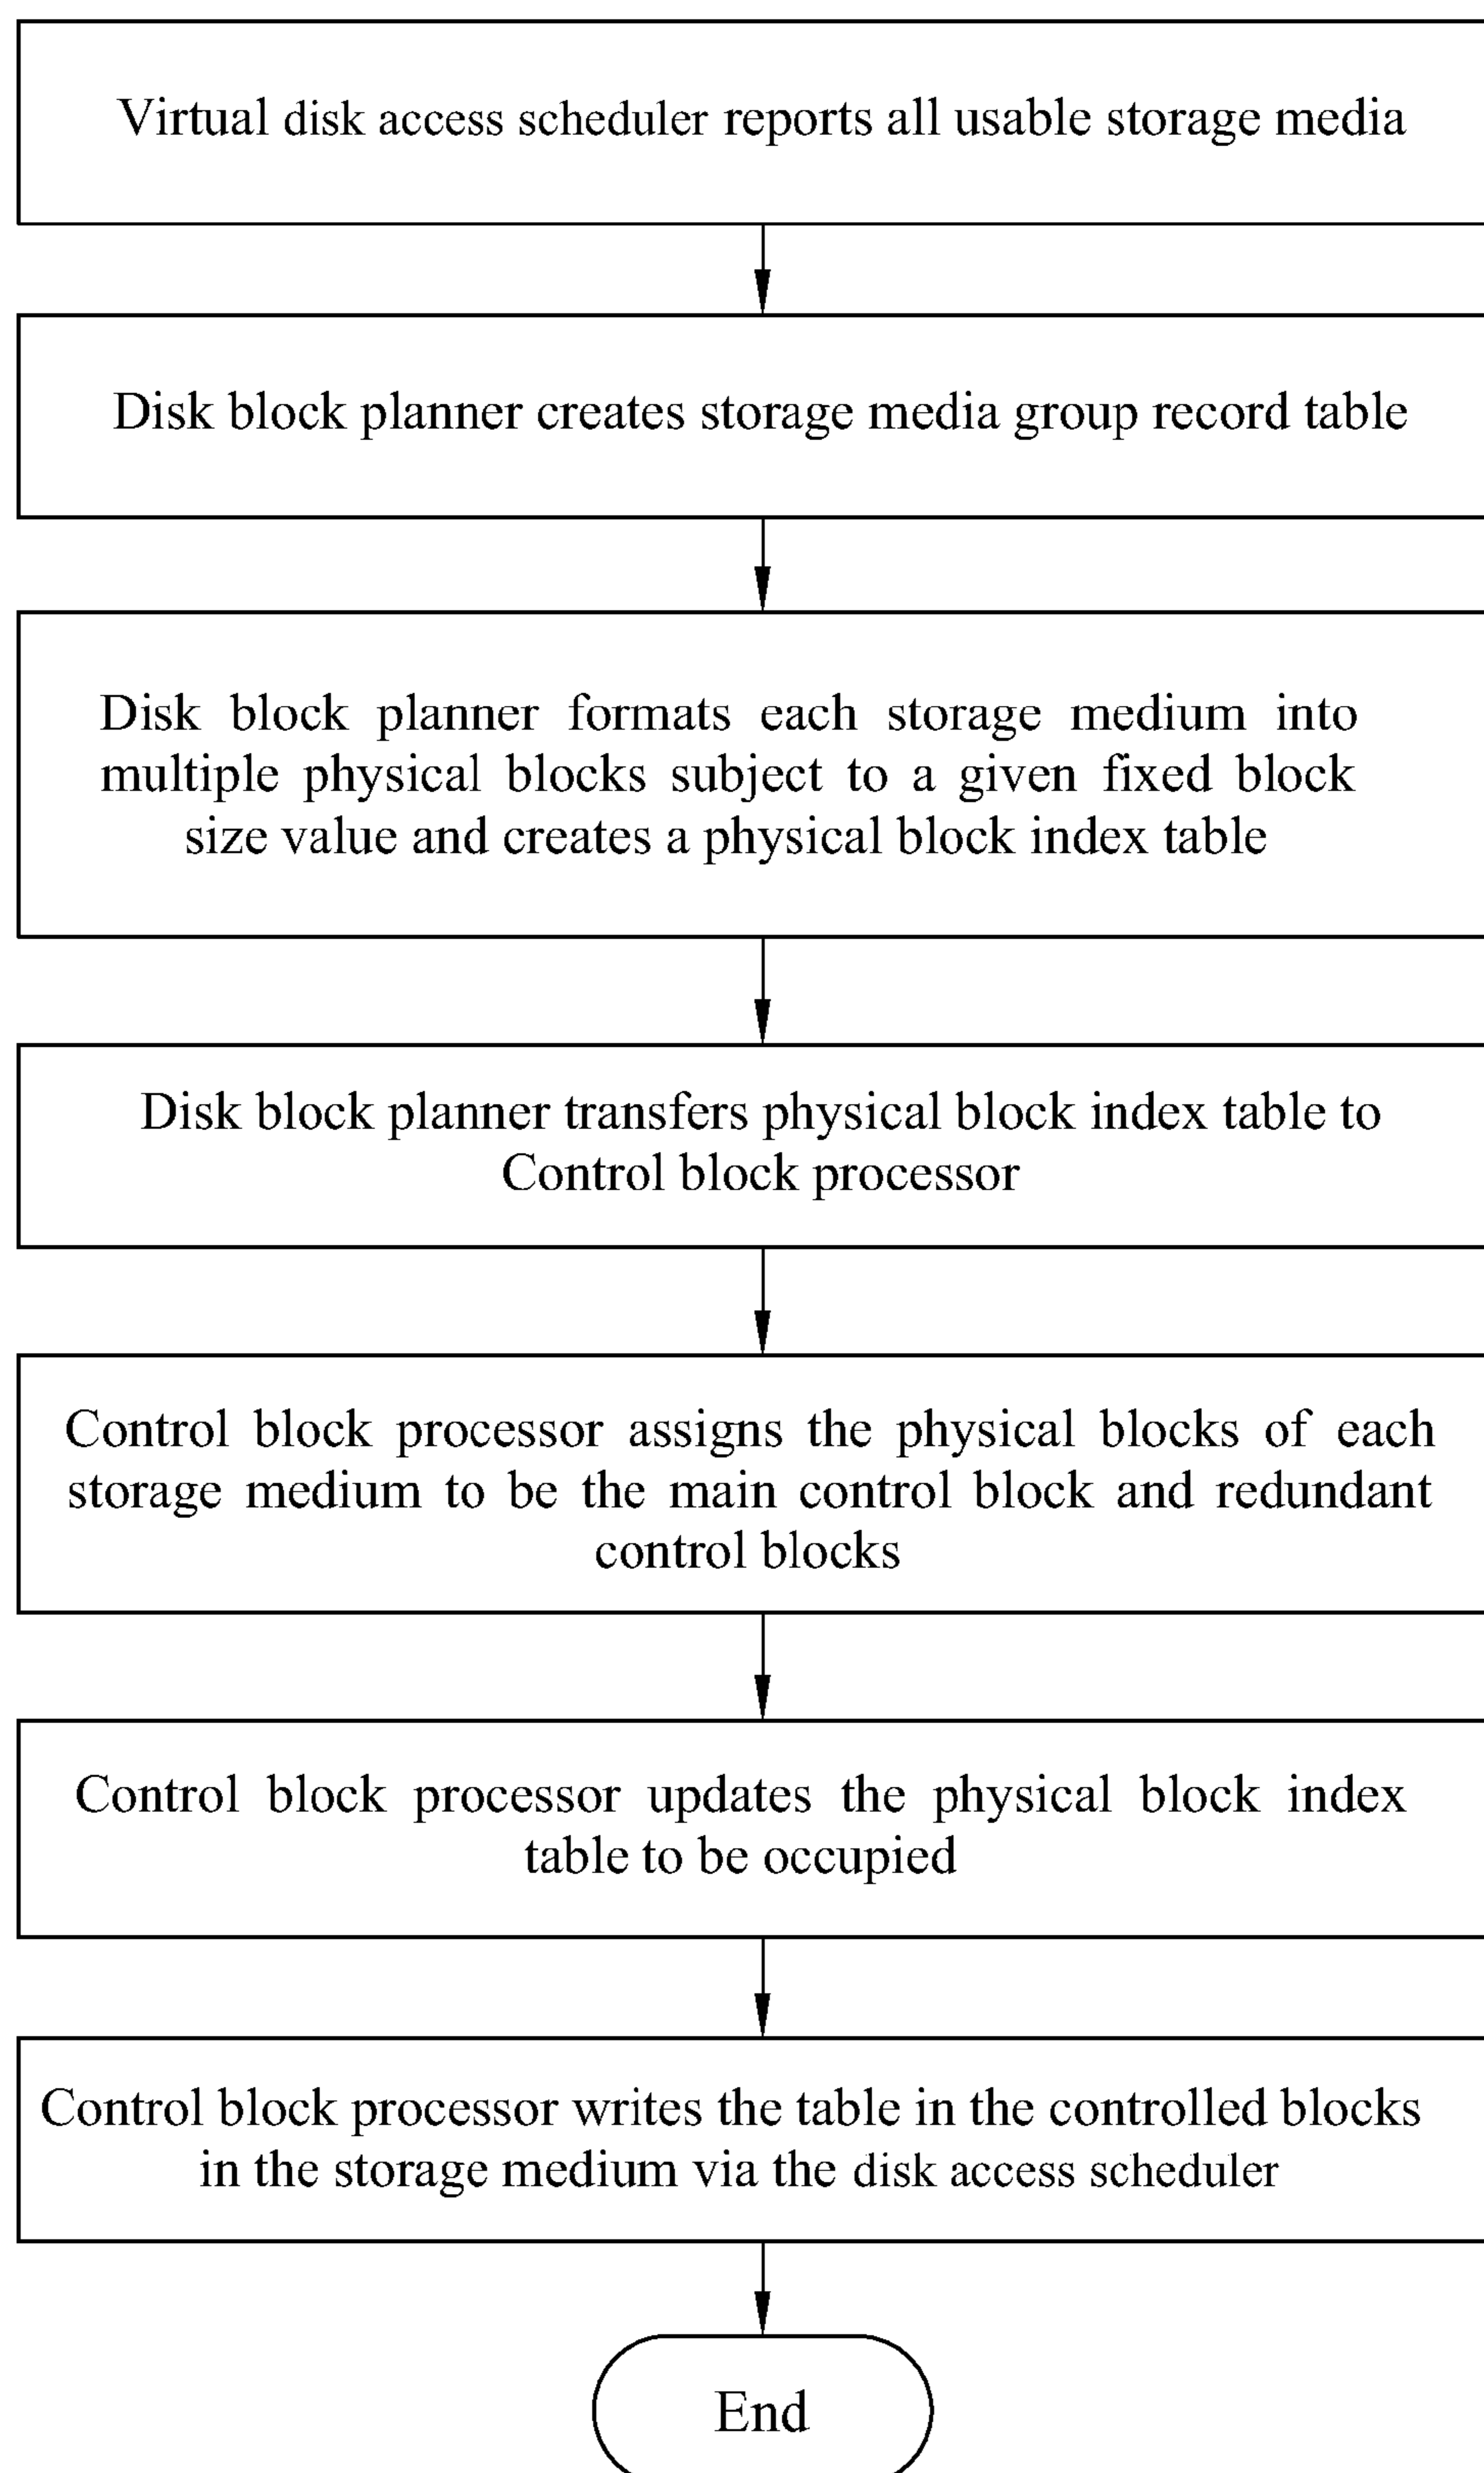 Virtual disk access scheduler reports all usable storage media
Disk block planner creates storage media group record table
Disk block planner formats each storage medium into
multiple physical blocks subject to a given fixed block
size value and creates a physical block index table
Disk block planner transfers physical block index table to
Control block processor
Control block processor assigns the physical blocks of each
storage medium to be the main control block and redundant
control blocks
Control block processor updates the physical block index
table to be occupied
Control block processor writes the table in the controlled blocks
in the storage medium via the disk access scheduler
End